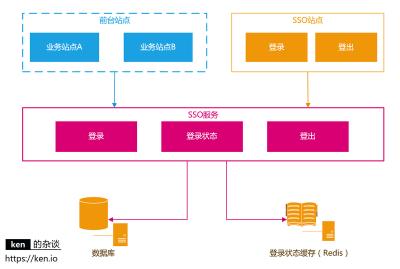 前台站点
业务站点A
业务站点B
SSO站点
登录
登出
SSO服务
登录
登录状态
登出
数据库
登录状态缓存（Redis）
ken 的杂谈
https://ken.io